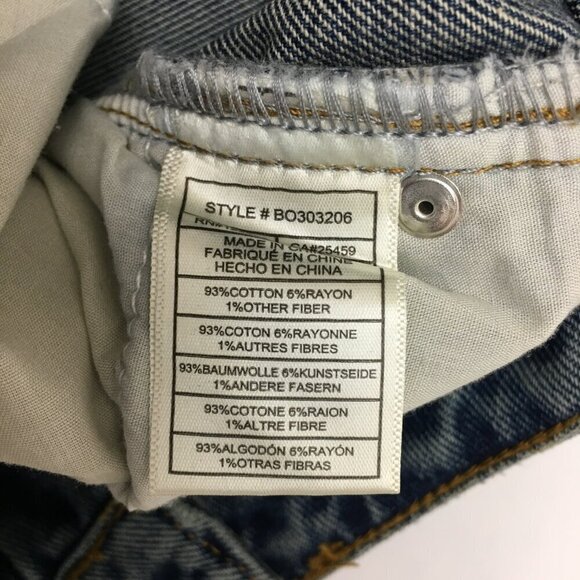 STYLE # BO303206
CA#25459
MADE IN
FABRIQUÉ EN CHINE
HECHO EN CHINA
93%COTTON 6%RAYON
1%OTHER FIBER
93%COTON 6%RAYONNE
1%AUTRES FIBRES
93%BAUMWOLLE 6%KUNSTSEIDE
1%ANDERE FASERN
93%COTONE 6%RAION
1%ALTRE FIBRE
93%ALGODÓN 6%RAYÓN
1%OTRAS FIBRAS